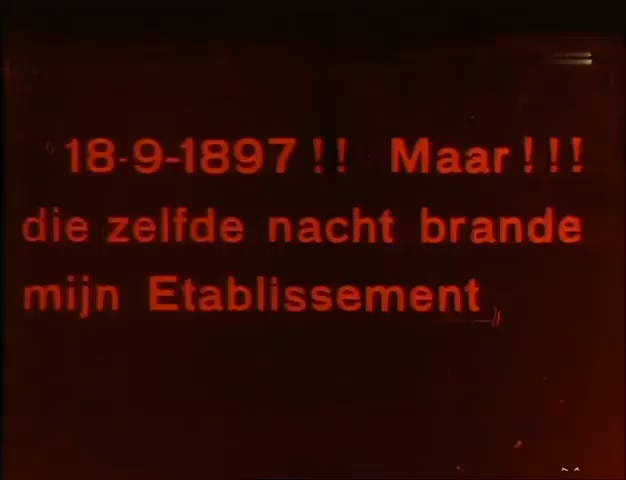 18-9-1897!! Maar!!!
die zelfde nacht brande
mijn Etablissement